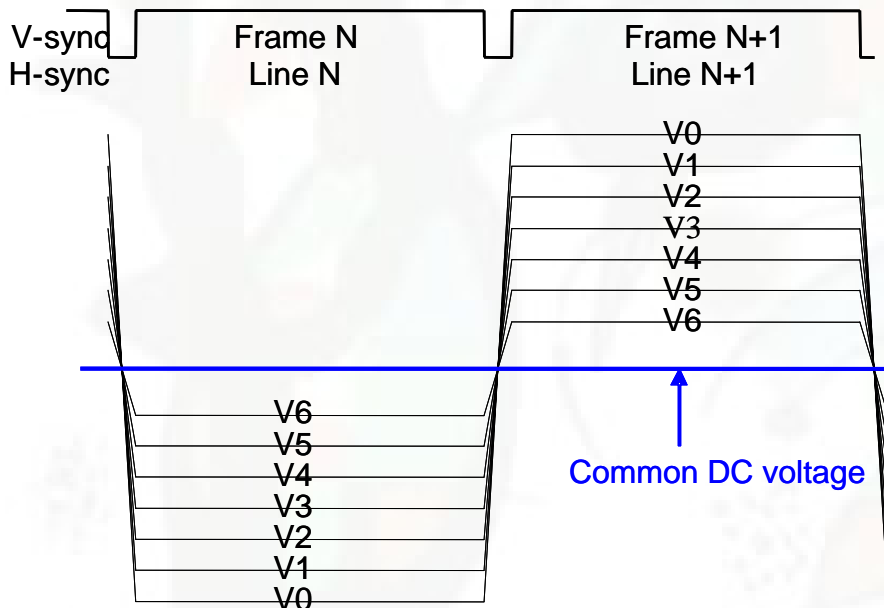 V-sync
H-sync
Frame N
Line N
Frame N+1
Line N+1
V0
V1
V2
V3
V4
V5
V6
Common DC voltage
V6
V5
V4
V3
V2
V1
V0